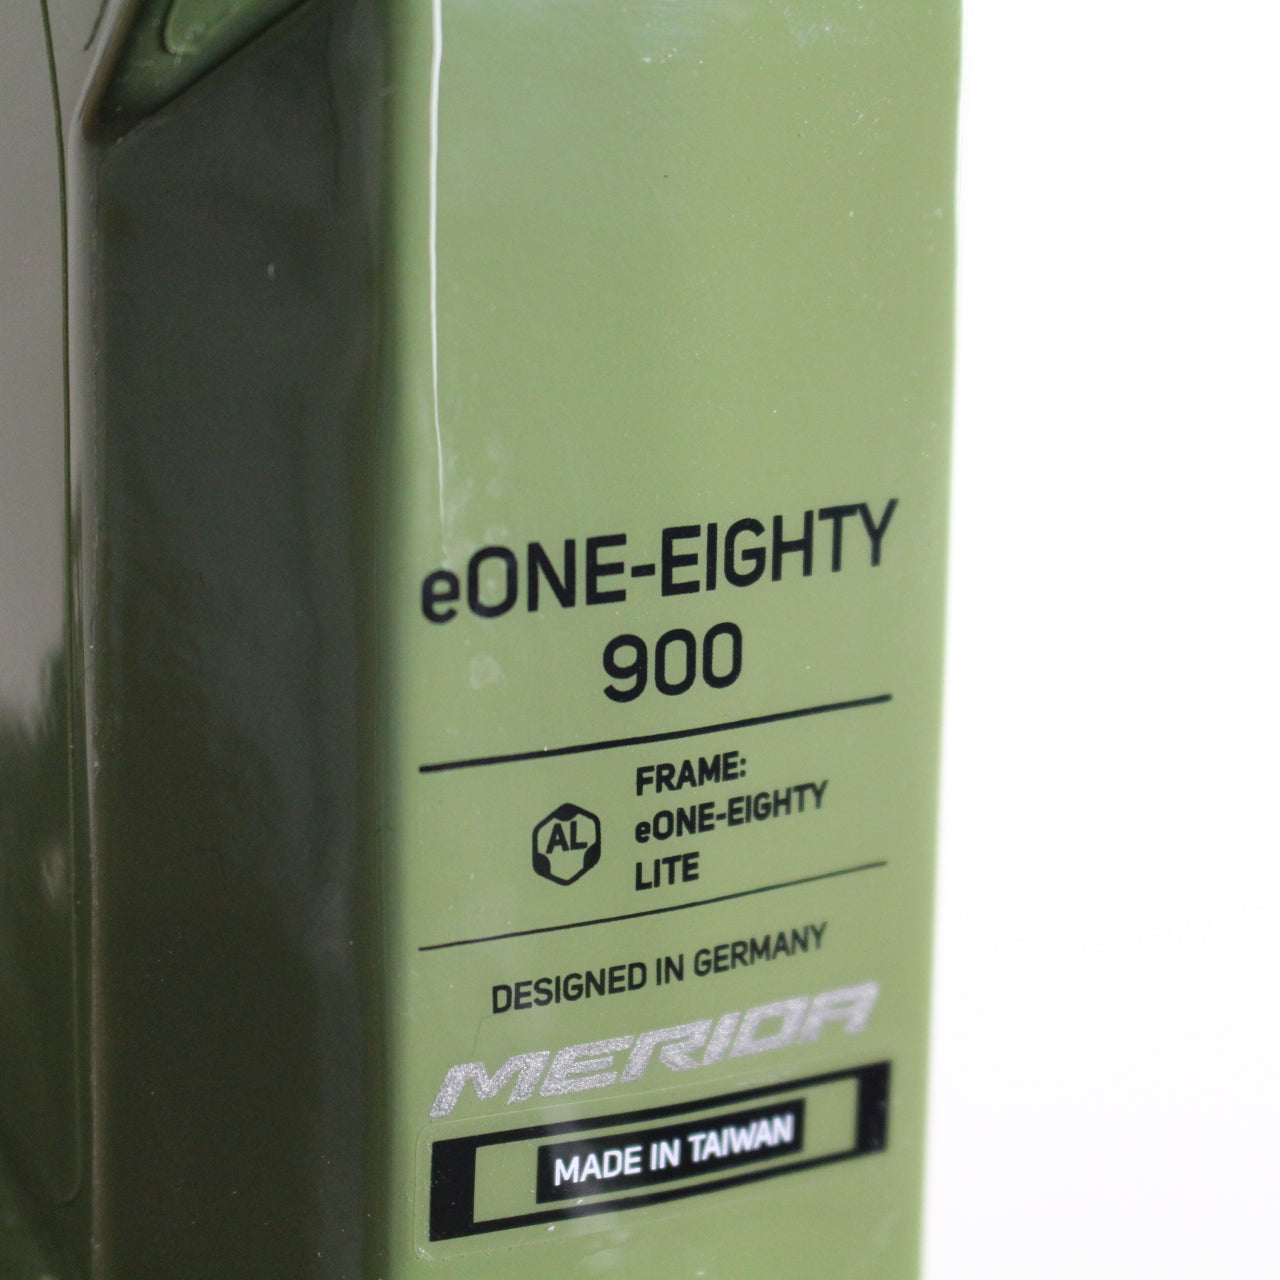 eONE-EIGHTY
900
FRAME:
AL
eONE-EIGHTY
LITE
DESIGNED IN GERMANY
MERIDA
MADE IN TAIWAN